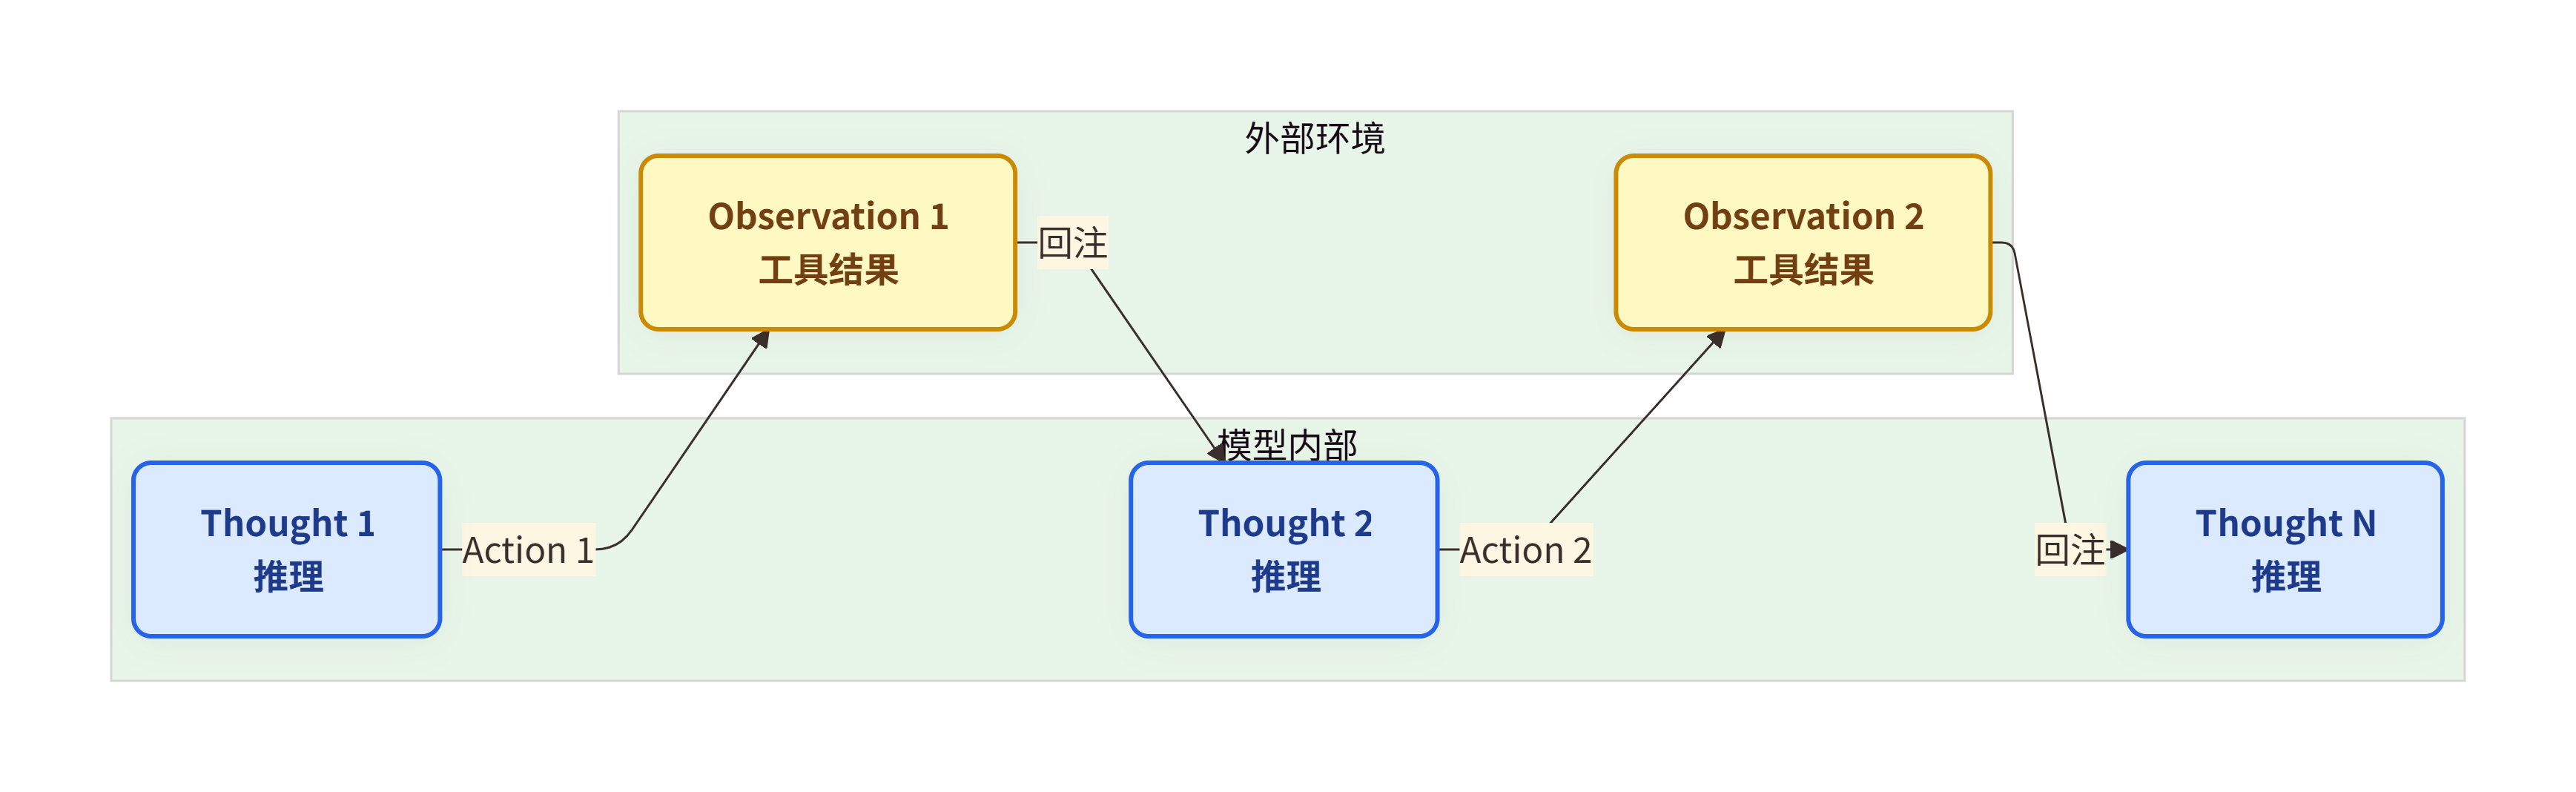 外部环境
Observation 1
工具结果
回注
Observation 2
工具结果
模型内部
Thought 1
推理
Action 1
Thought 2
推理
Action 2
回注
Thought N
推理